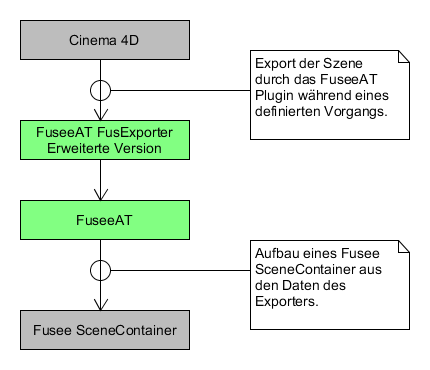 Cinema 4D
Export der Szene
durch das FuseeAT
Plugin während eines
definierten Vorgangs.
FuseeAT FusExporter
Erweiterte Version
FuseeAT
Aufbau eines Fusee
SceneContainer aus
den Daten des
Exporters.
Fusee SceneContainer